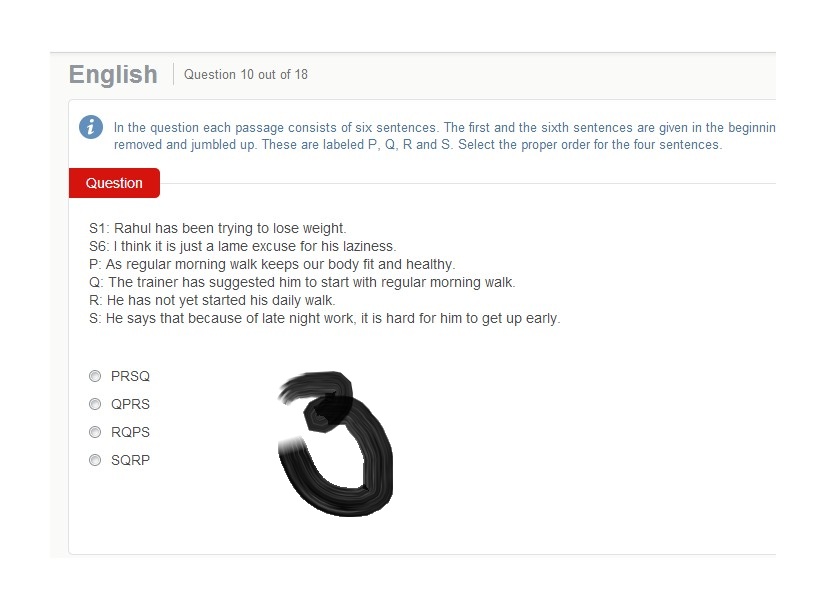 English Question 10 out of 18
In the question each passage consists of six sentences. The first and the sixth sentences are given in the beginnin
removed and jumbled up. These are labeled P, Q, R and S. Select the proper order for the four sentences.
Question
S1: Rahul has been trying to lose weight.
S6: I think it is just a lame excuse for his laziness.
P: As regular morning walk keeps our body fit and healthy.
Q: The trainer has suggested him to start with regular morning walk.
R: He has not yet started his daily walk.
S: He says that because of late night work, it is hard for him to get up early.
PRSQ
QPRS
RQPS
SQRP